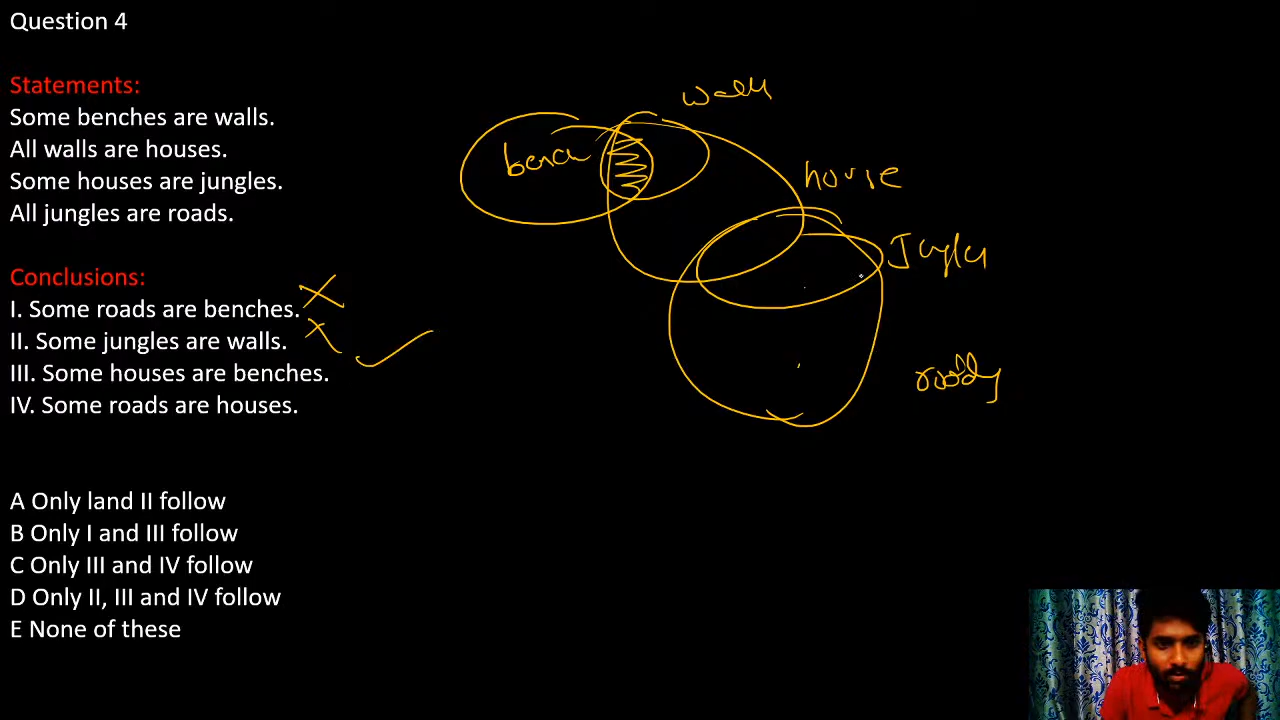 Question 4
Statements:
Some benches are walls.
All walls are houses.
Some houses are jungles.
All jungles are roads.
Conclusions:
I. Some roads are benches.
II. Some jungles are walls.
III. Some houses are benches.
IV. Some roads are houses.
A Only land II follow
B Only I and III follow
C Only III and IV follow
D Only II, III and IV follow
E None of these
bench
house